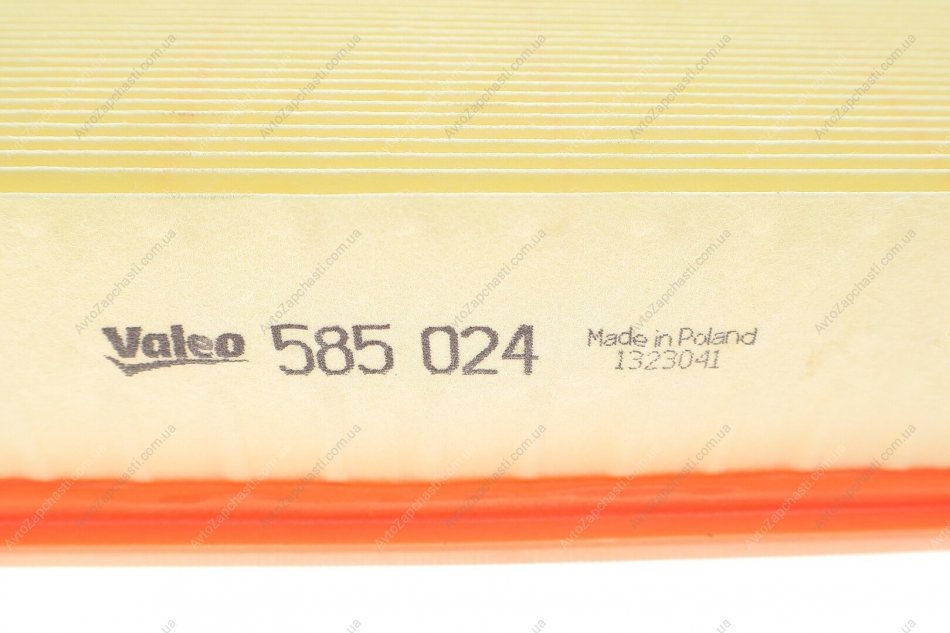 Valeo 585 024 Made in Poland
1323041
AvtoZapchasti.com.ua